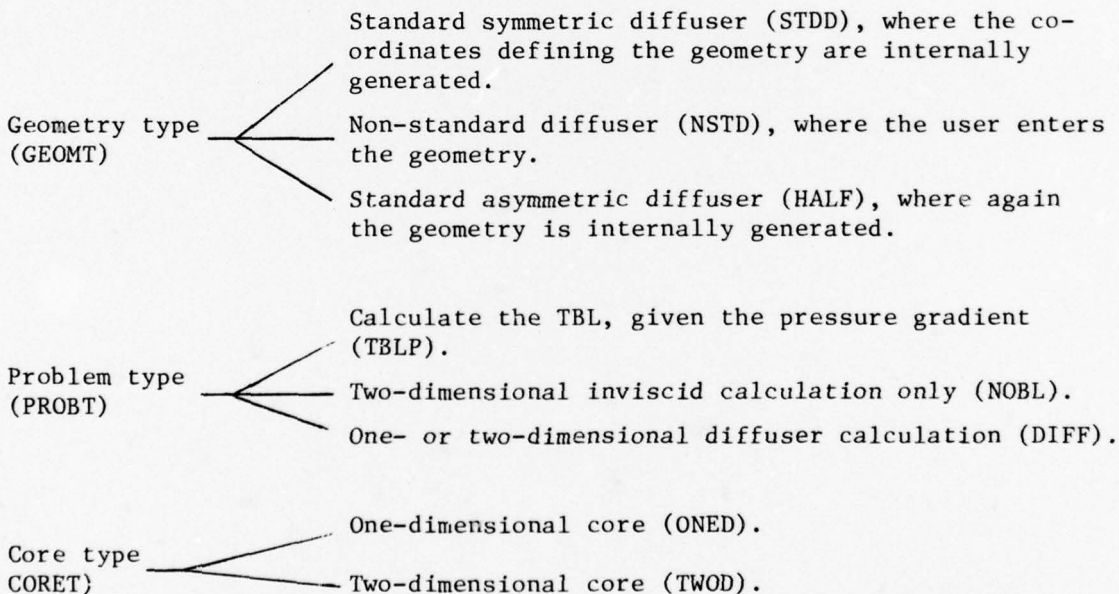 Standard symmetric diffuser (STDD), where the co-
ordinates defining the geometry are internally
generated.
Geometry type
(GEOMT)
Non-standard diffuser (NSTD), where the user enters
the geometry.
Standard asymmetric diffuser (HALF), where again
the geometry is internally generated.
Calculate the TBL, given the pressure gradient
(TBLP).
Problem type
(PROBT)
Two-dimensional inviscid calculation only (NOBL).
One- or two-dimensional diffuser calculation (DIFF).
One-dimensional core (ONED).
Core type
CORET)
Two-dimensional core (TWOD).